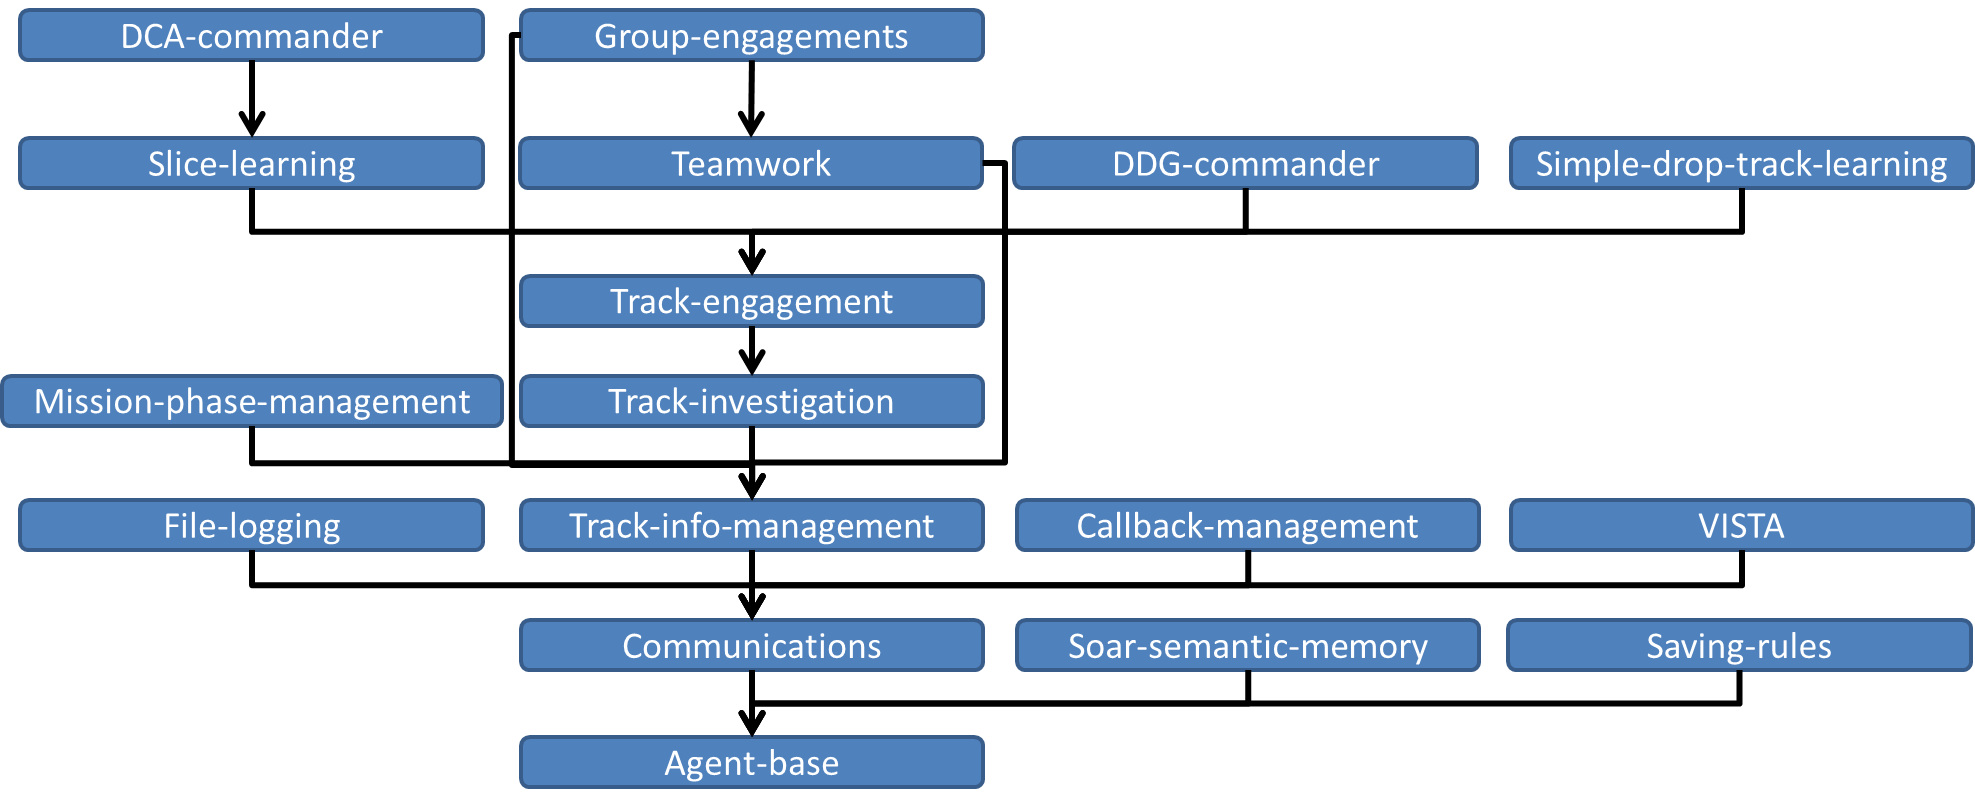 DCA-commander
Group-engagements
Slice-learning
Teamwork
DDG-commander
Simple-drop-track-learning
Track-engagement
Mission-phase-management
Track-investigation
File-logging
Track-info-management
Callback-management
VISTA
Communications
Soar-semantic-memory
Saving-rules
Agent-base